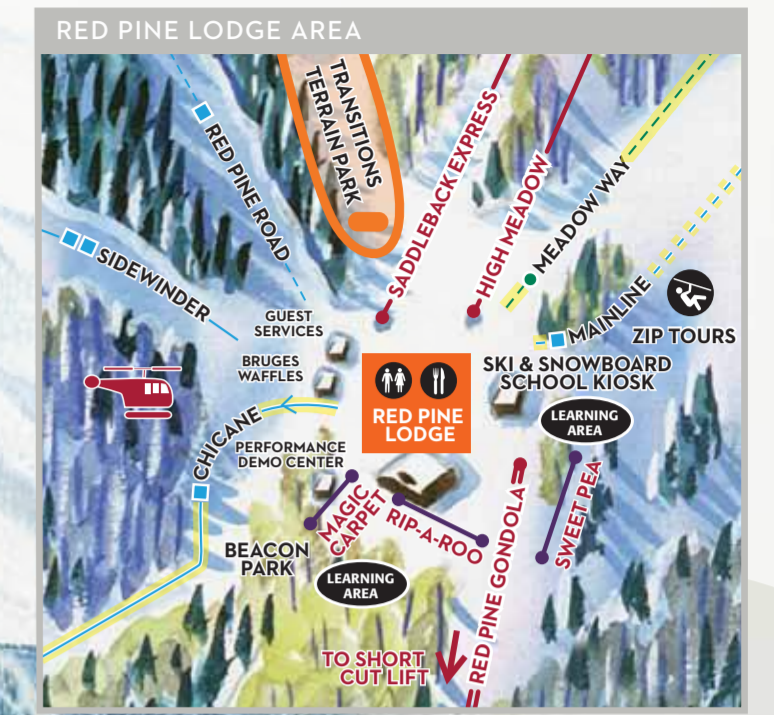 RED PINE LODGE AREA
TRANSITIONS
TERRAIN PARK
RED PINE ROAD
SADDLEBACK EXPRESS
HIGH MEADOW
MEADOW WAY
SIDEWINDER
MAINLINE
ZIP TOURS
GUEST
SERVICES
BRUGES
WAFFLES
SKI & SNOWBOARD
SCHOOL KIOSK
RED PINE
LODGE
LEARNING
AREA
CHICANE
PERFORMANCE
DEMO CENTER
MAGIC
CARPET
RIP-A-ROO
SWEET PEA
BEACON
PARK
LEARNING
AREA
RED PINE GONDOLA
TO SHORT
CUT LIFT